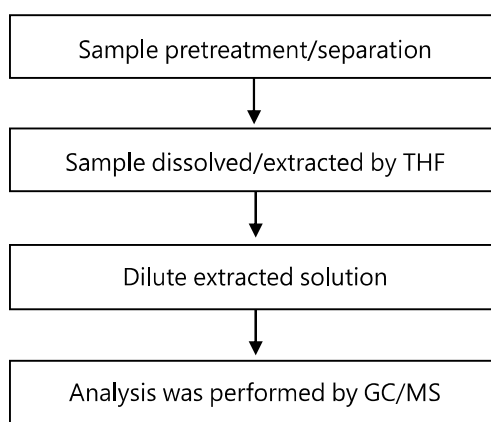 Sample pretreatment/separation
Sample dissolved/extracted by THF
Dilute extracted solution
Analysis was performed by GC/MS